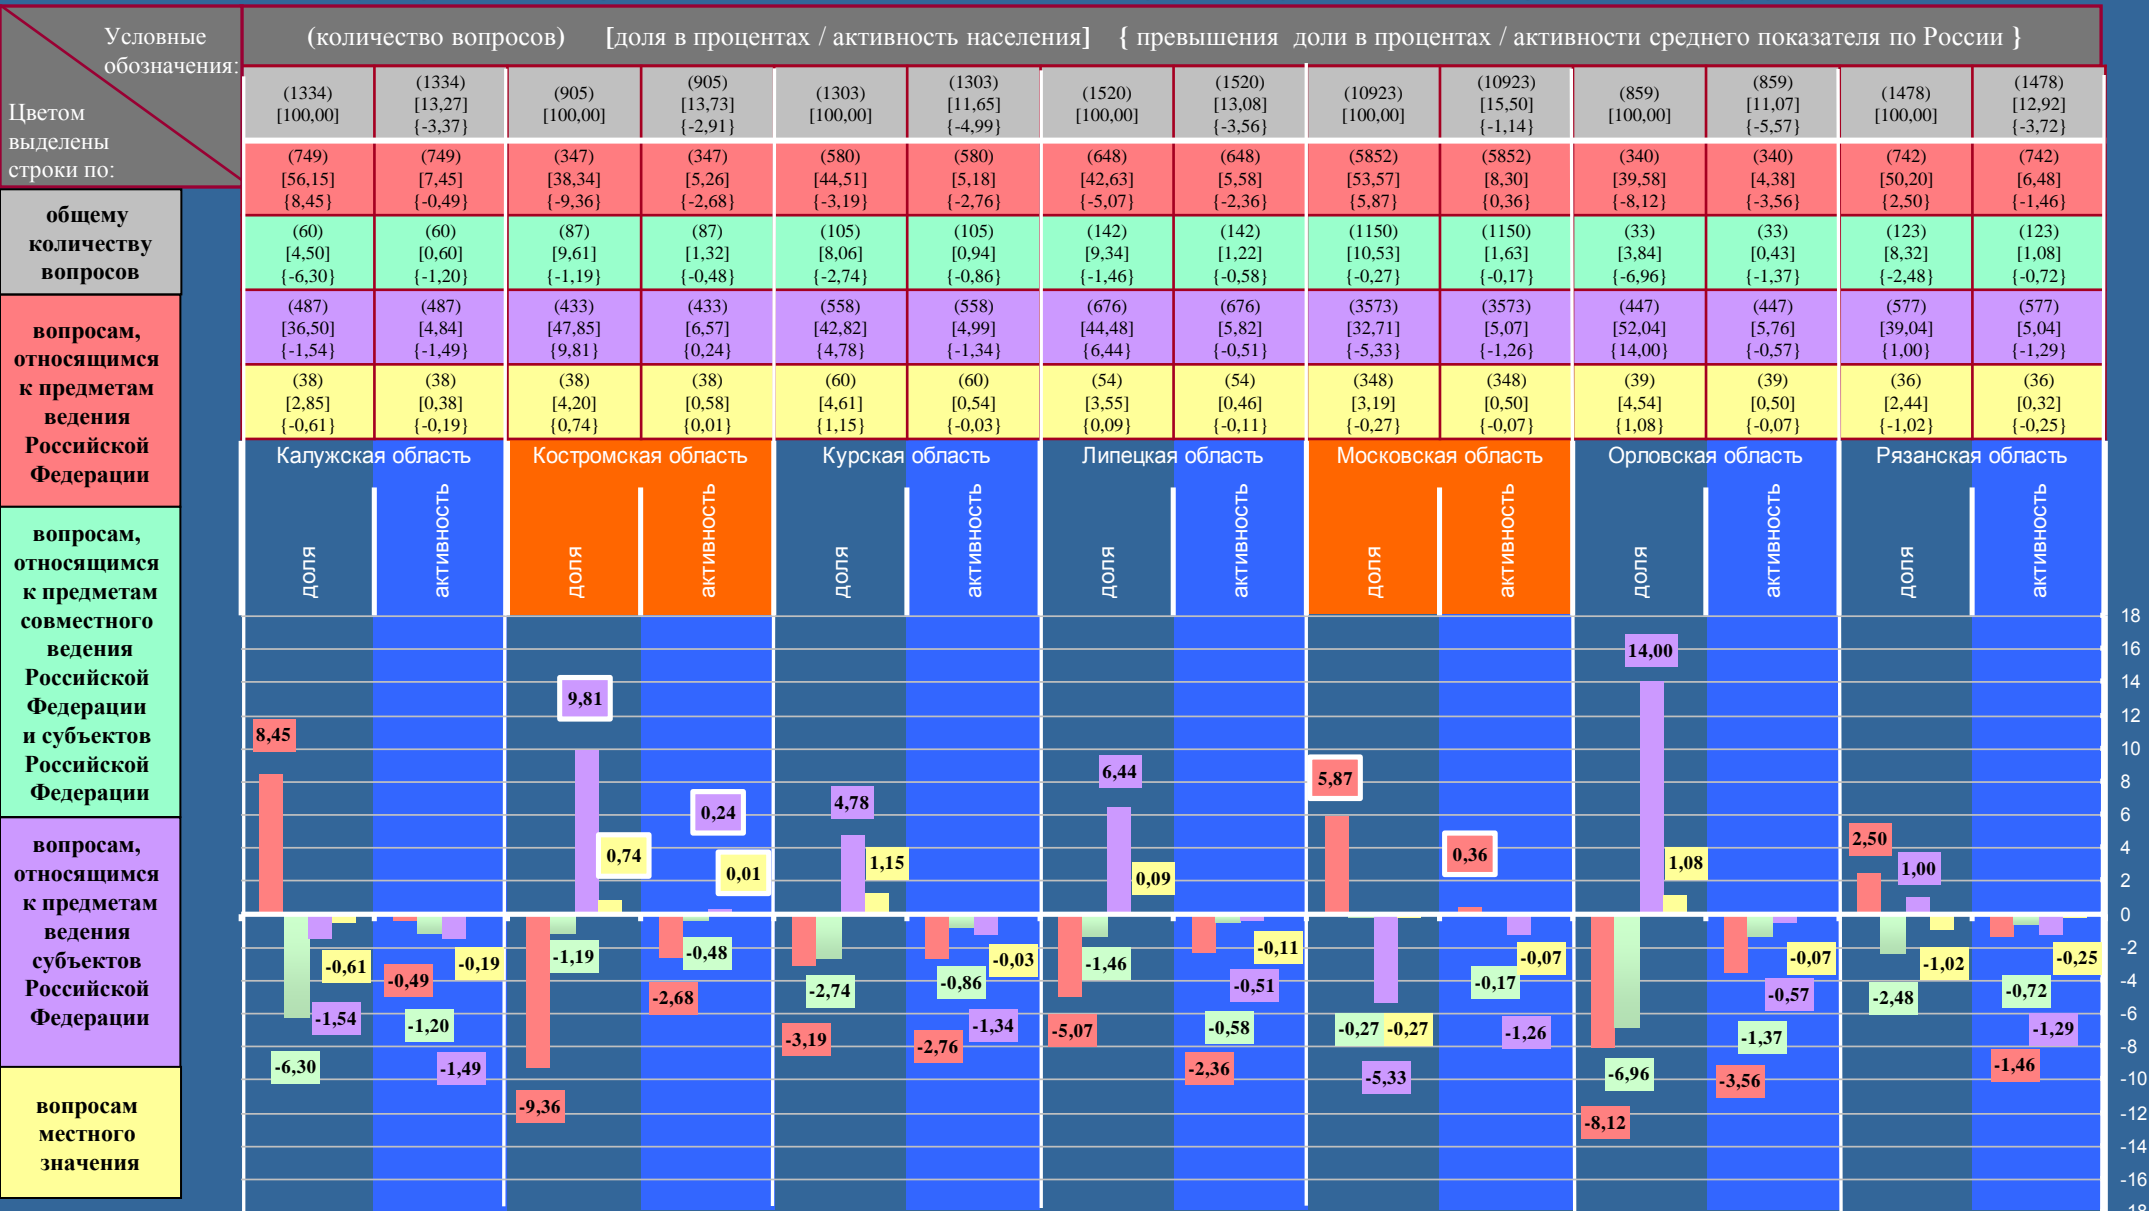 Условные
обозначения:
Цветом
выделены
строки по:
(количество вопросов) [доля в процентах / активность населения] { превышения доли в процентах / активности среднего показателя по России }
(1334) (1334) (905) (905) (1303) (1303) (1520) (1520) (10923) (10923) (859) (859) (1478) (1478)
[100,00] [13,27] [100,00] [13,73] [100,00] [11,65] [100,00] [13,08] [100,00] [15,50] [100,00] [11,07] [100,00] [12,92]
{-3,37} {-2,91} {-4,99} {-3,56} {-1,14} {-5,57} {-3,72}
(749) (749) (347) (347) (580) (580) (648) (648) (5852) (5852) (340) (340) (742) (742)
[56,15] [7,45] [38,34] [5,26] [44,51] [5,18] [42,63] [5,58] [53,57] [8,30] [39,58] [4,38] [50,20] [6,48]
{8,45} {-0,49} {-9,36} {-2,68} {-3,19} {-2,76} {-5,07} {-2,36} {5,87} {0,36} {-8,12} {-3,56} {2,50} {-1,46}
(60) (60) (87) (87) (105) (105) (142) (142) (1150) (1150) (33) (33) (123) (123)
[4,50] [0,60] [9,61] [1,32] [8,06] [0,94] [9,34] [1,22] [10,53] [1,63] [3,84] [0,43] [8,32] [1,08]
{-6,30} {-1,20} {-1,19} {-0,48} {-2,74} {-0,86} {-1,46} {-0,58} {-0,27} {-0,17} {-6,96} {-1,37} {-2,48} {-0,72}
(487) (487) (433) (433) (558) (558) (676) (676) (3573) (3573) (447) (447) (577) (577)
[36,50] [4,84] [47,85] [6,57] [42,82] [4,99] [44,48] [5,82] [32,71] [5,07] [52,04] [5,76] [39,04] [5,04]
{-1,54} {-1,49} {9,81} {0,24} {4,78} {-1,34} {6,44} {-0,51} {-5,33} {-1,26} {14,00} {-0,57} {1,00} {-1,29}
(38) (38) (38) (38) (60) (60) (54) (54) (348) (348) (39) (39) (36) (36)
[2,85] [0,38] [4,20] [0,58] [4,61] [0,54] [3,55] [0,46] [3,19] [0,50] [4,54] [0,50] [2,44] [0,32]
{-0,61} {-0,19} {0,74} {0,01} {1,15} {-0,03} {0,09} {-0,11} {-0,27} {-0,07} {1,08} {-0,07} {-1,02} {-0,25}
общему
количеству
вопросов
вопросам,
относящимся
к предметам
ведения
Российской
Федерации
вопросам,
относящимся
к предметам
совместного
ведения
Российской
Федерации
и субъектов
Российской
Федерации
вопросам,
относящимся
к предметам
ведения
субъектов
Российской
Федерации
вопросам
местного
значения
Калужская область Костромская область Курская область Липецкая область Московская область Орловская область Рязанская область
доля активность доля активность доля активность доля активность доля активность доля активность доля активность
8,45
-6,30
-1,54
-0,61
-0,49
-1,20
-1,49
-0,19
-9,36
-1,19
9,81
0,74
-2,68
-0,48
0,24
0,01
-3,19
-2,74
4,78
1,15
-2,76
-0,86
-1,34
-0,03
-5,07
-1,46
6,44
0,09
-2,36
-0,58
-0,51
-0,11
5,87
-0,27 -0,27
-5,33
0,36
-0,17
-1,26
-0,07
-8,12
-6,96
14,00
1,08
-3,56
-1,37
-0,57
-0,07
2,50
-2,48
1,00
-1,02
-1,46
-0,72
-1,29
-0,25
18
16
14
12
10
8
6
4
2
0
-2
-4
-6
-8
-10
-12
-14
-16
-18